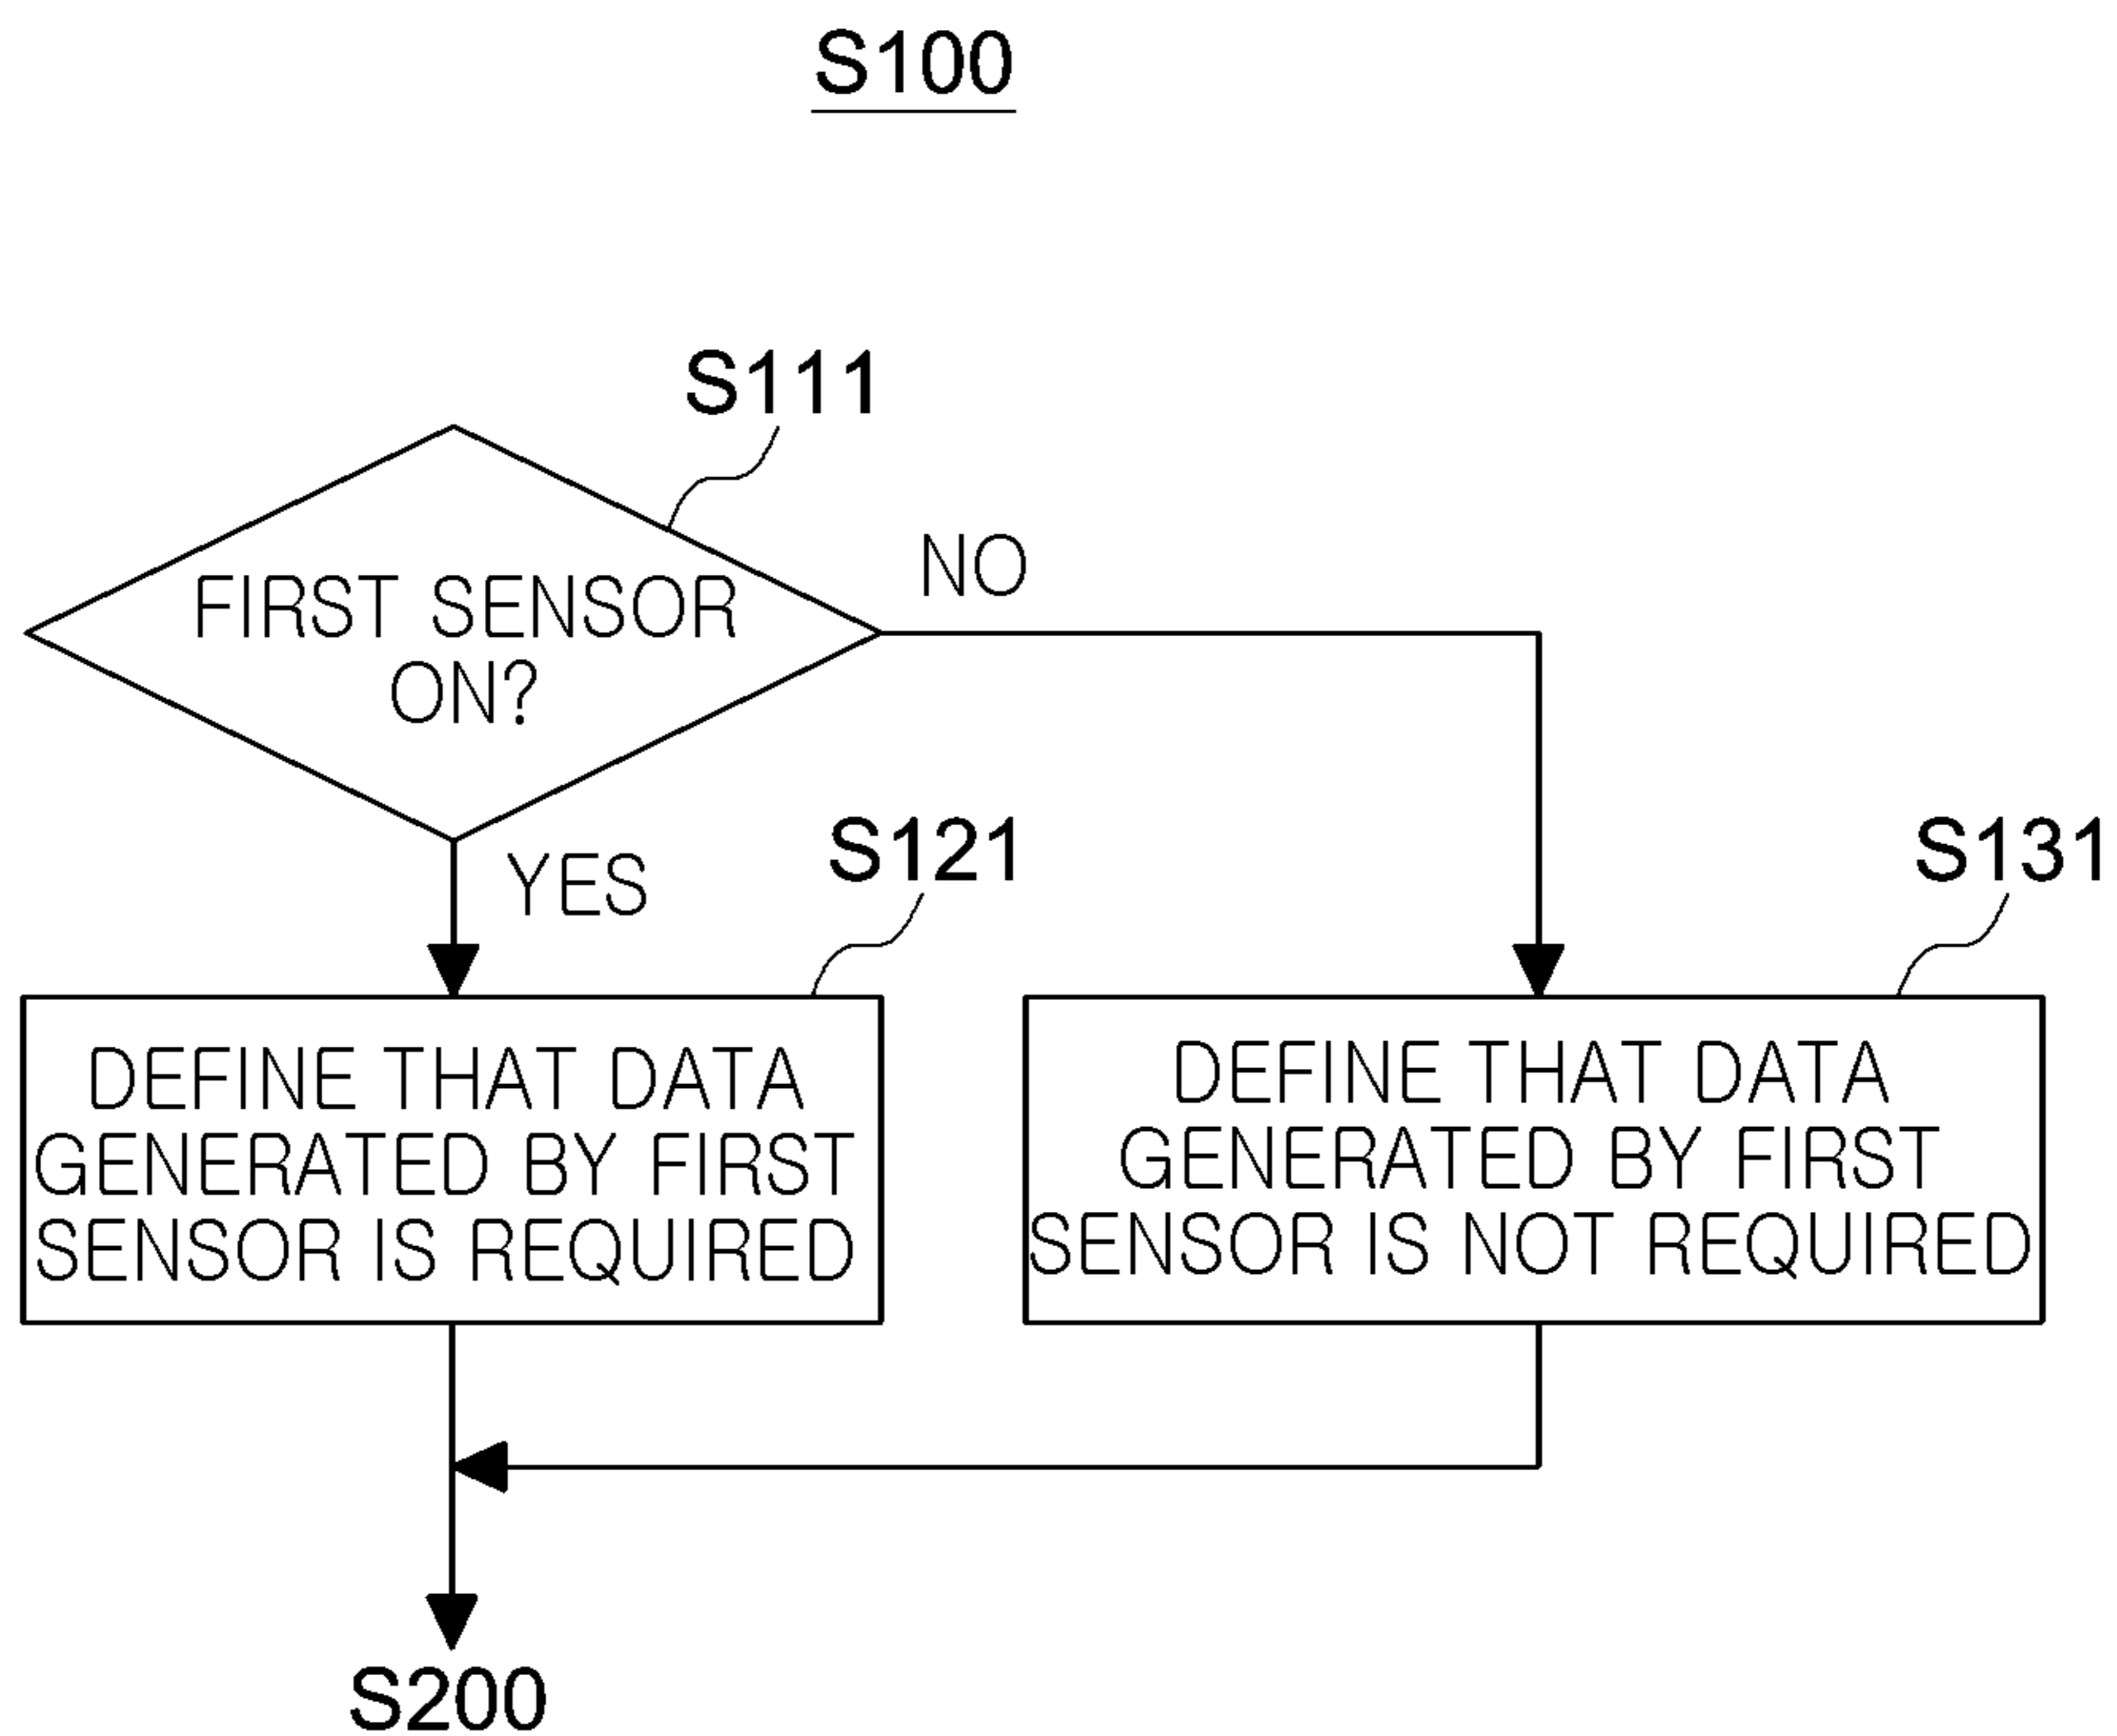 S100
S111
FIRST SENSOR
ON?
NO
YES
S121
S131
DEFINE THAT DATA
GENERATED BY FIRST
SENSOR IS REQUIRED
DEFINE THAT DATA
GENERATED BY FIRST
SENSOR IS NOT REQUIRED
S200